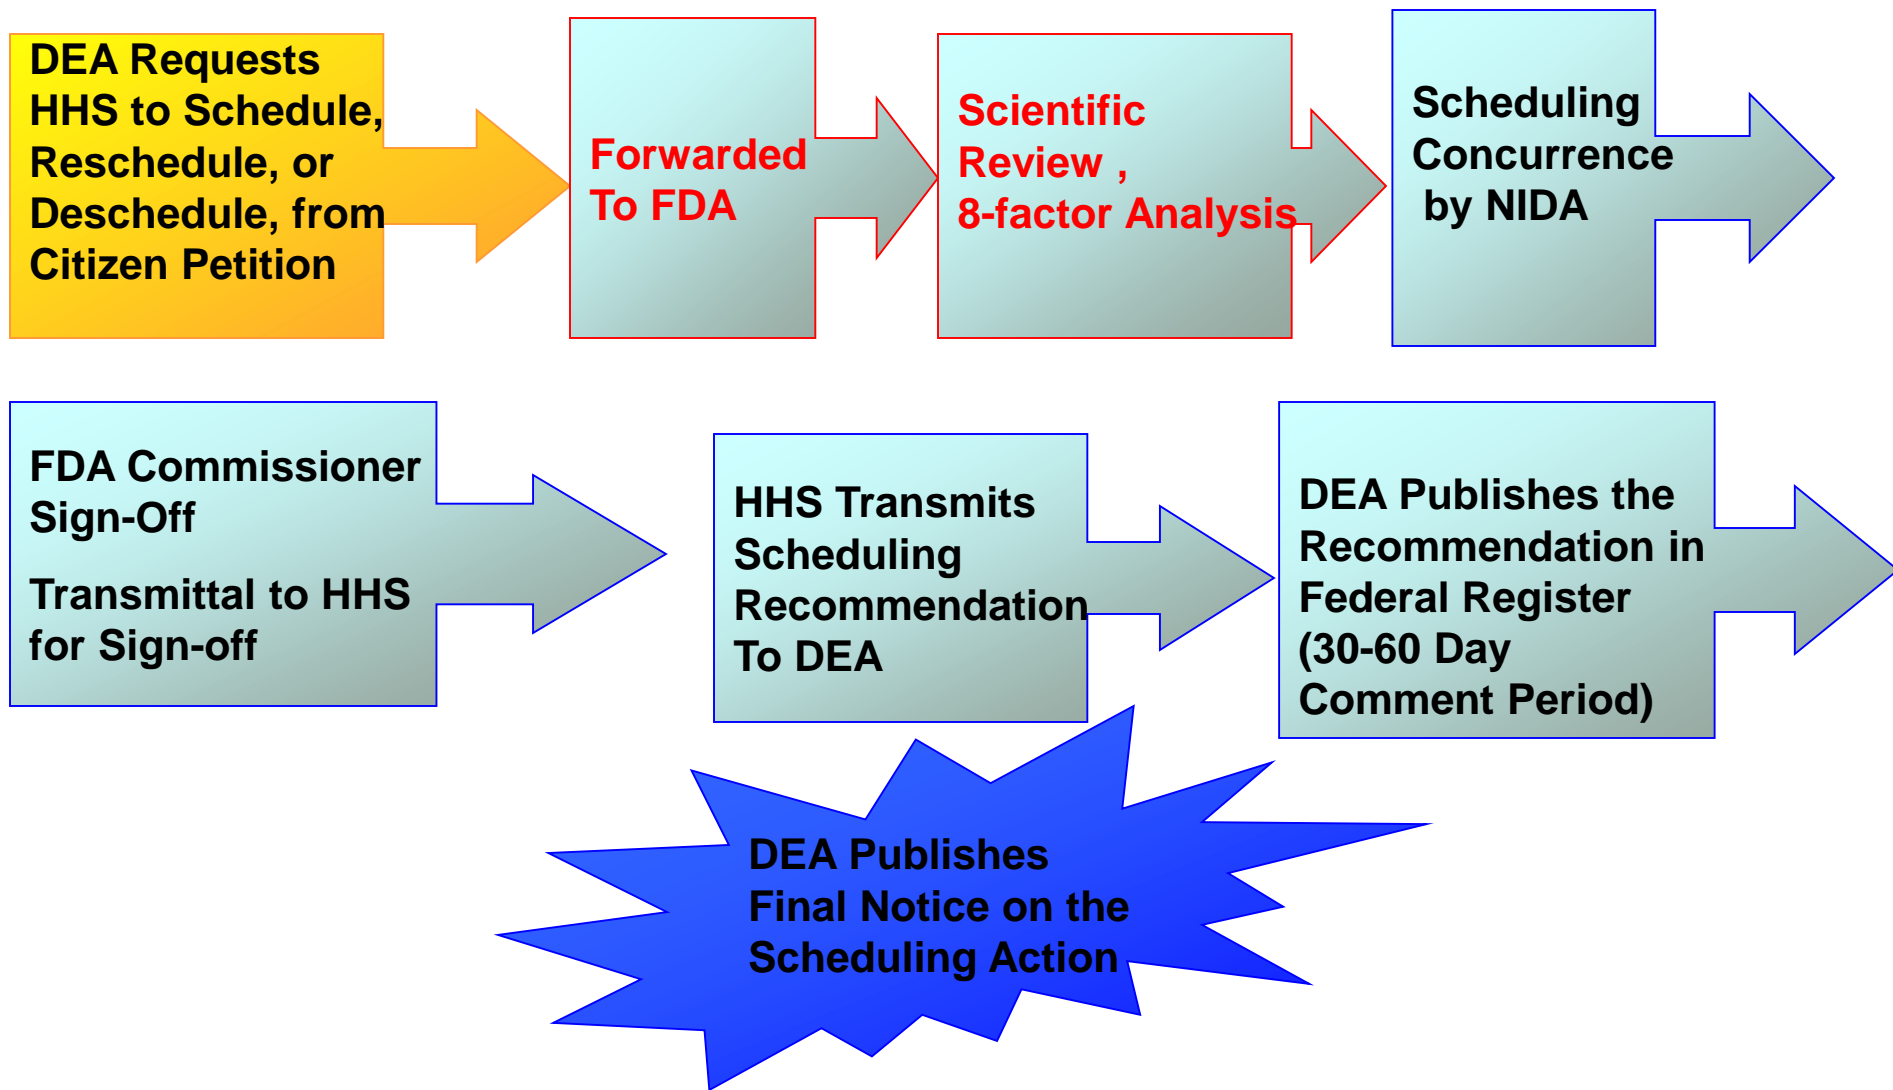 DEA Requests
HHS to Schedule,
Reschedule, or
Deschedule, from
Citizen Petition
Forwarded
To FDA
Scientific
Review ,
8-factor Analysis
Scheduling
Concurrence
by NIDA
FDA Commissioner
Sign-Off
Transmittal to HHS
for Sign-off
HHS Transmits
Scheduling
Recommendation
To DEA
DEA Publishes the
Recommendation in
Federal Register
(30-60 Day
Comment Period)
DEA Publishes
Final Notice on the
Scheduling Action